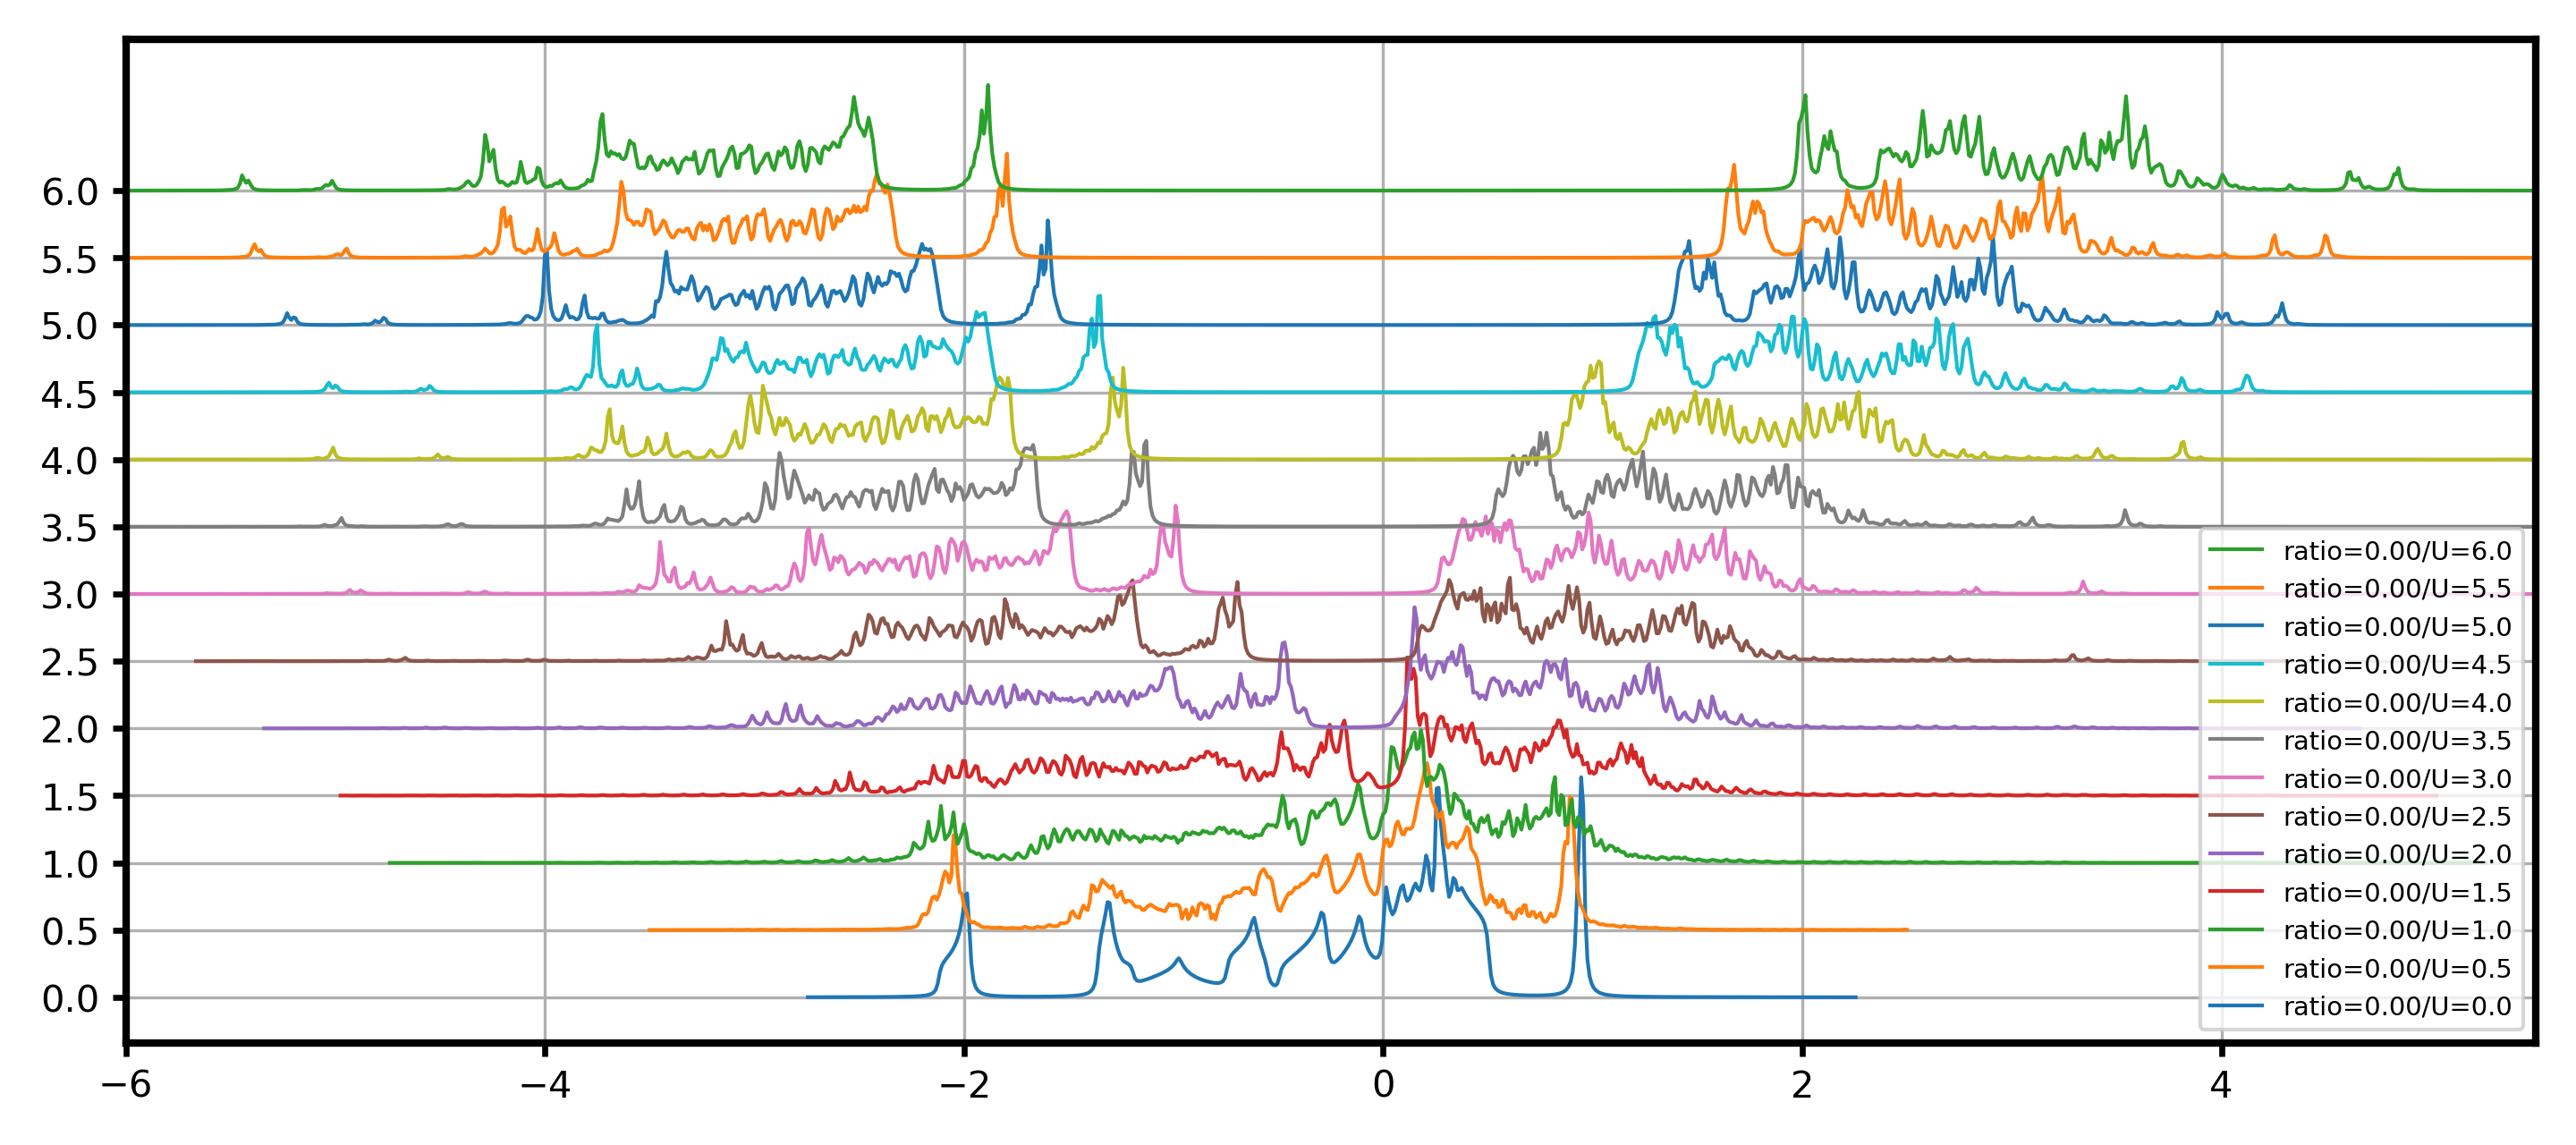 6.0
5.5
5.0
4.5
4.0
3.5
3.0
2.5
2.0
1.5
1.0
0.5
0.0
ratio=0.00/U=6.0
ratio=0.00/U=5.5
ratio=0.00/U=5.0
ratio=0.00/U=4.5
ratio=0.00/U=4.0
ratio=0.00/U=3.5
ratio=0.00/U=3.0
ratio=0.00/U=2.5
ratio=0.00/U=2.0
ratio=0.00/U=1.5
ratio=0.00/U=1.0
ratio=0.00/U=0.5
ratio=0.00/U=0.0
−6 −4 −2 0 2 4